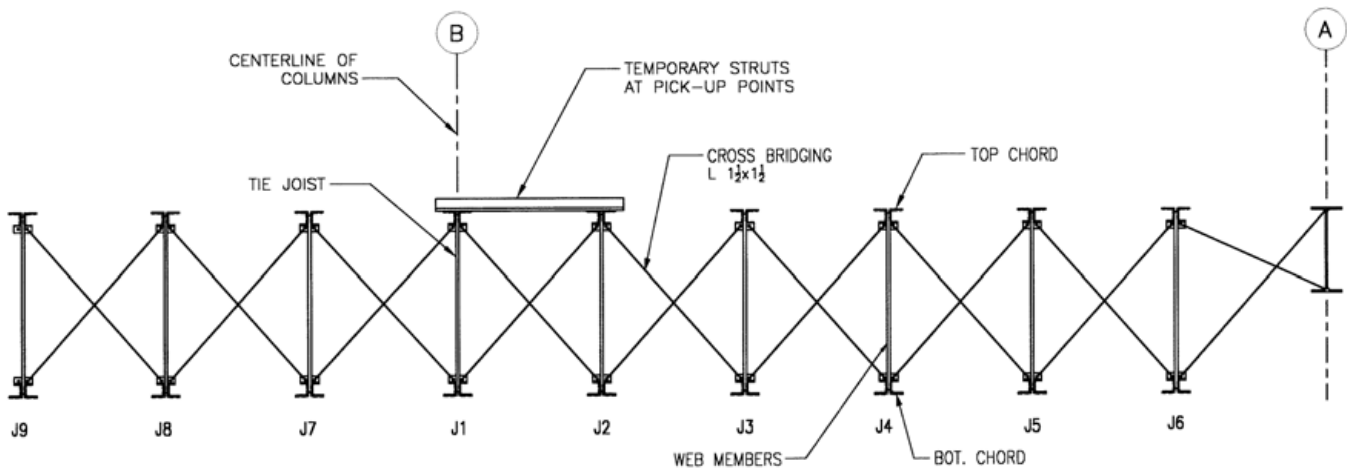 B
A
CENTERLINE OF
COLUMNS
TEMPORARY STRUTS
AT PICK-UP POINTS
CROSS BRIDGING
L 1½x1½
TOP CHORD
TIE JOIST
J9
J8
J7
J1
J2
J3
J4
J5
J6
WEB MEMBERS
BOT. CHORD